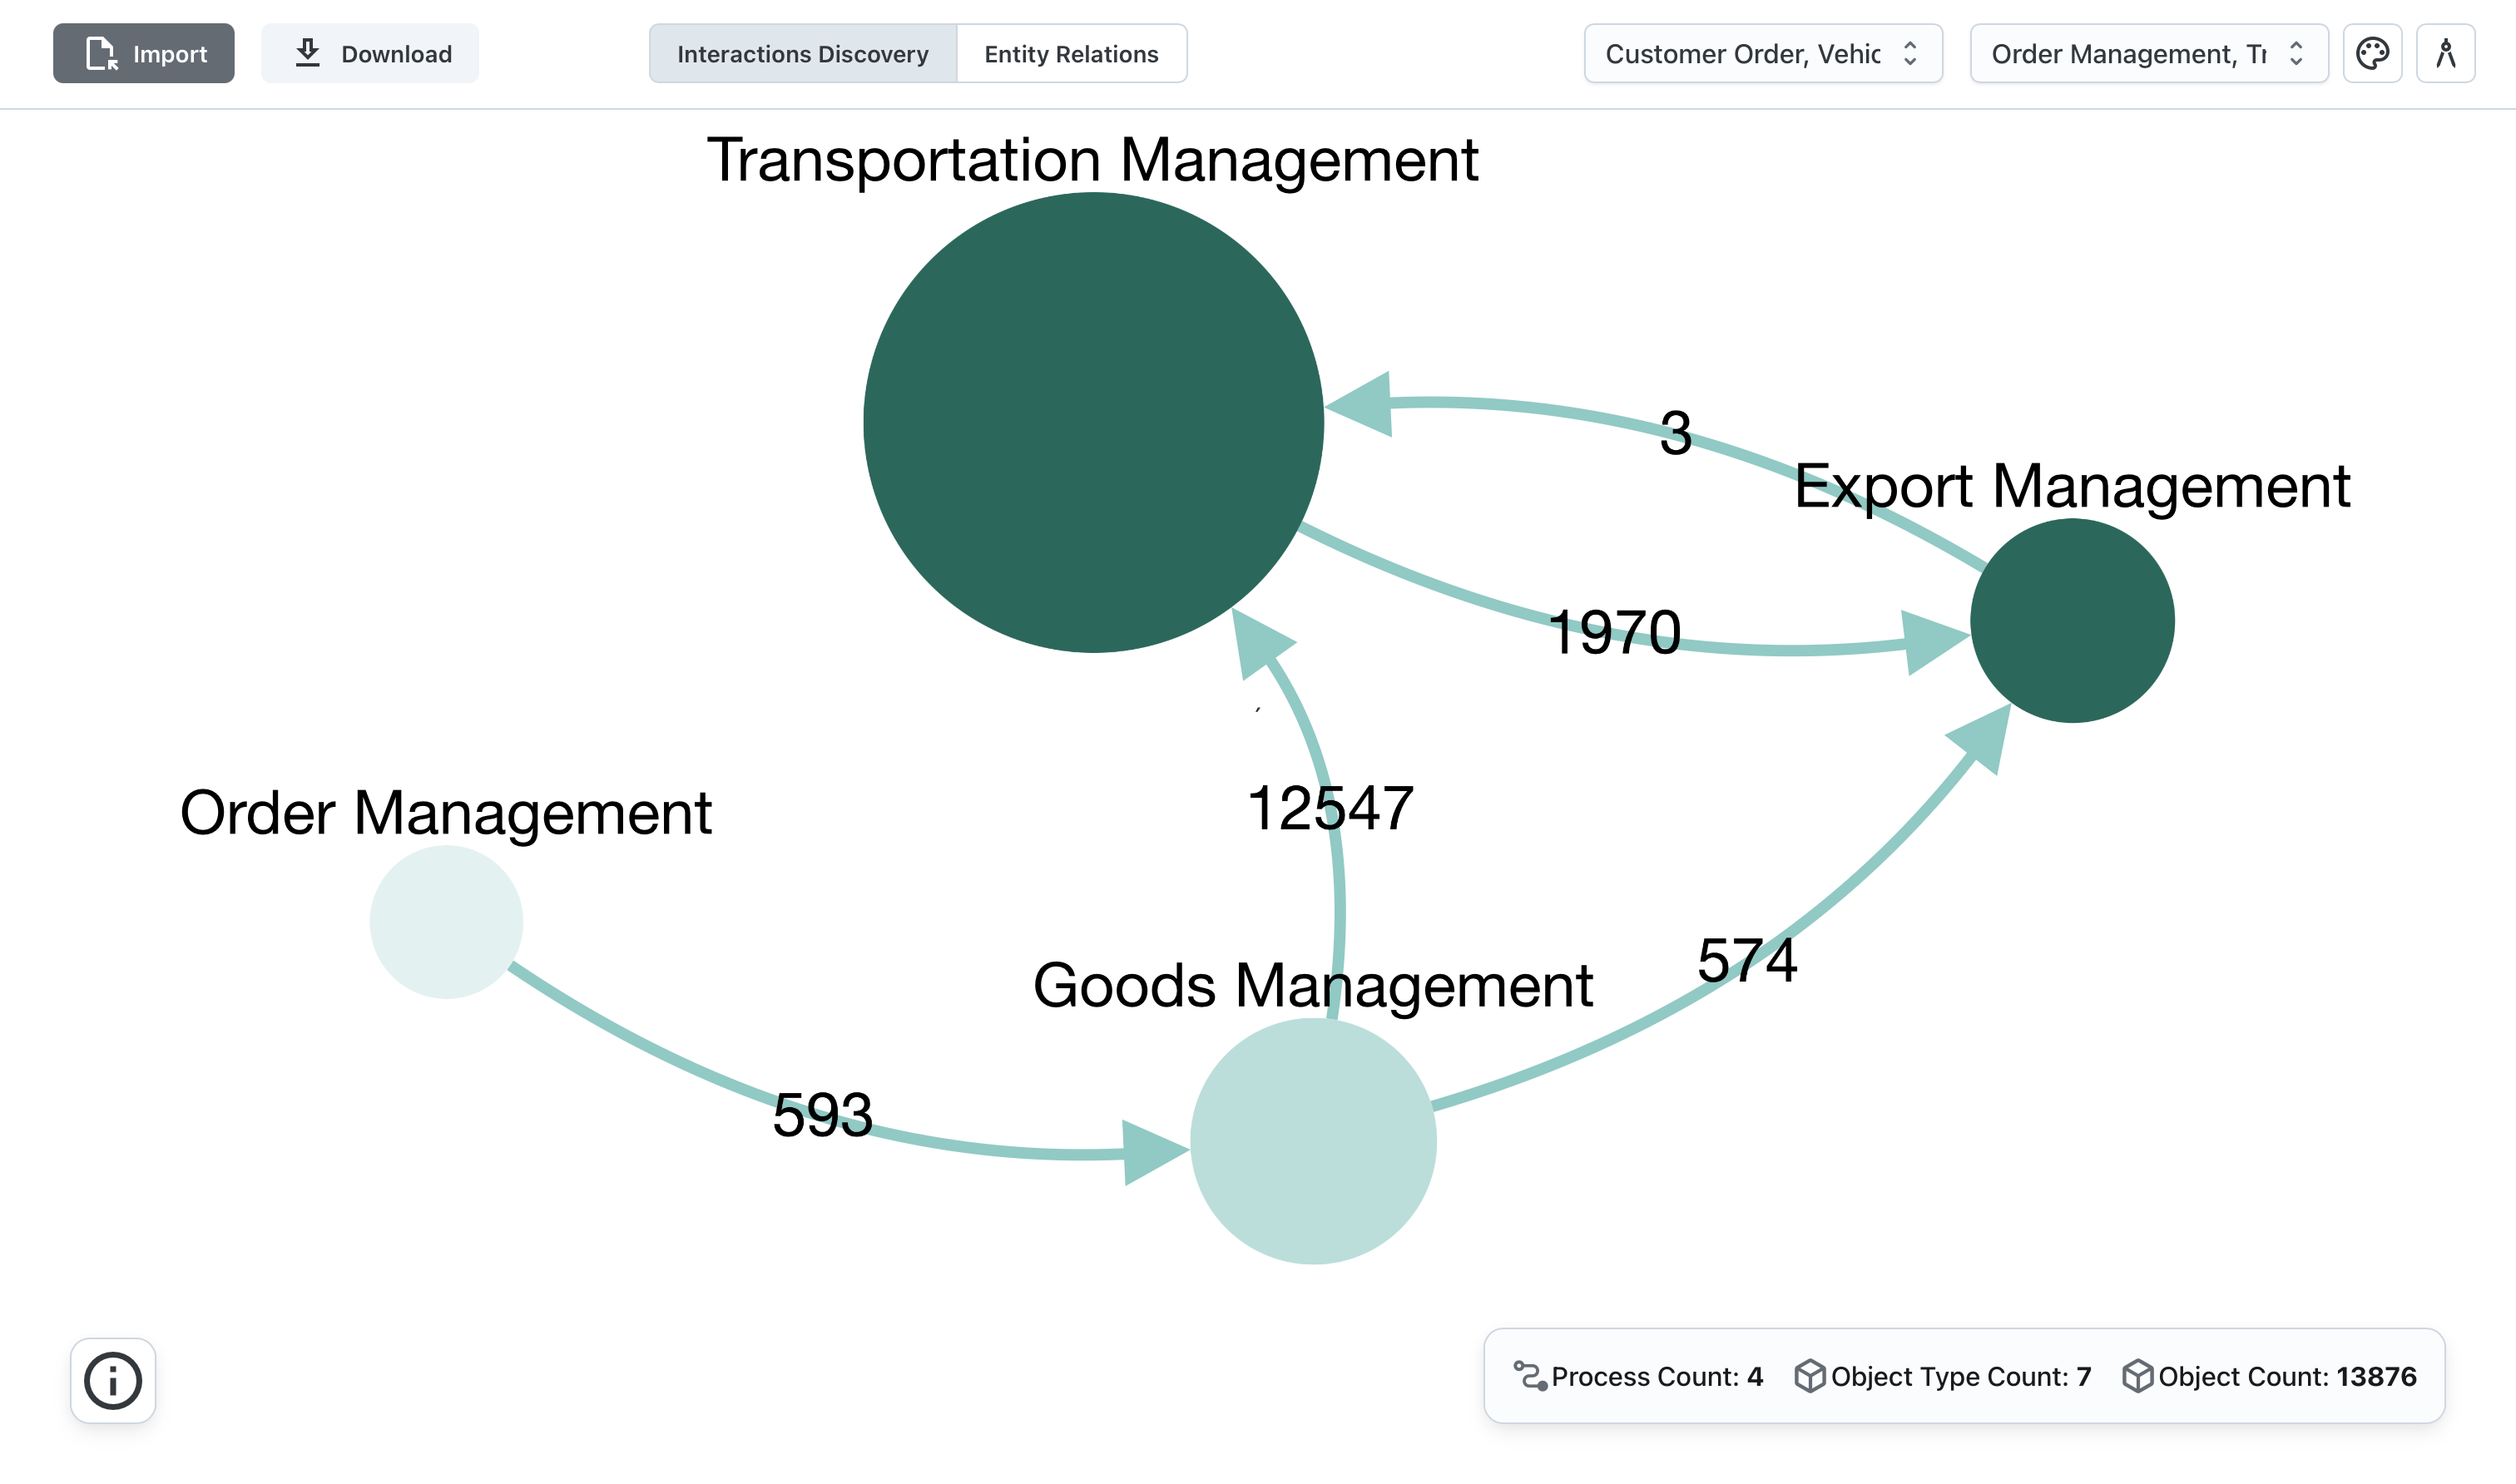 Import
Download
Interactions Discovery
Entity Relations
Customer Order, Vehic
Order Management, Tr
Transportation Management
3
Export Management
1970
12547
Order Management
574
Goods Management
593
Process Count: 4
Object Type Count: 7
Object Count: 13876